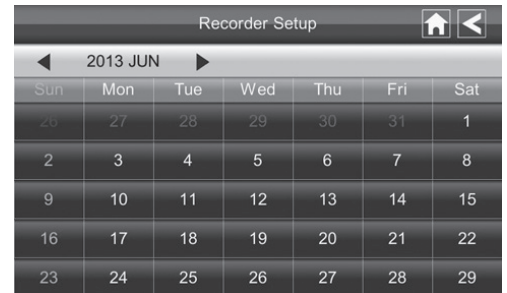 Recorder Setup
2013 JUN
Sun Mon Tue Wed Thu Fri Sat
26 27 28 29 30 31 1
2 3 4 5 6 7 8
9 10 11 12 13 14 15
16 17 18 19 20 21 22
23 24 25 26 27 28 29